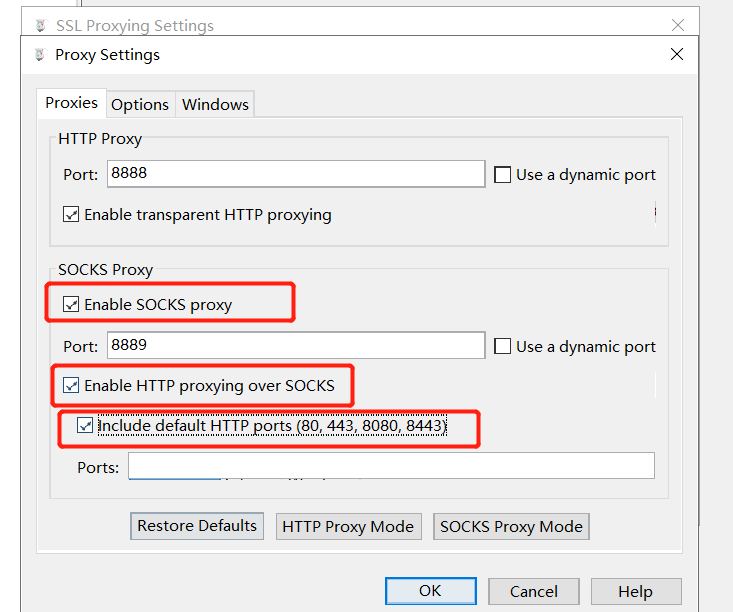 SSL Proxying Settings
Proxy Settings
Proxies Options Windows
HTTP Proxy
Port: 8888 Use a dynamic port
Enable transparent HTTP proxying
SOCKS Proxy
Enable SOCKS proxy
Port: 8889 Use a dynamic port
Enable HTTP proxying over SOCKS
Include default HTTP ports (80, 443, 8080, 8443)
Ports:
Restore Defaults HTTP Proxy Mode SOCKS Proxy Mode
OK Cancel Help